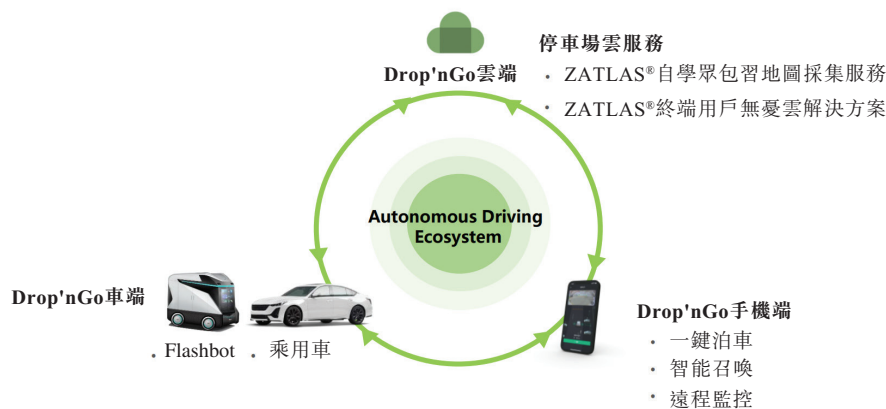 停車場雲服務
Drop'nGo雲端
· ZATLAS®自學眾包習地圖採集服務
· ZATLAS®終端用戶無憂雲解決方案
Autonomous Driving
Ecosystem
Drop'nGo車端
· Flashbot
· 乘用車
Drop'nGo手機端
· 一鍵泊車
· 智能召喚
· 遠程監控